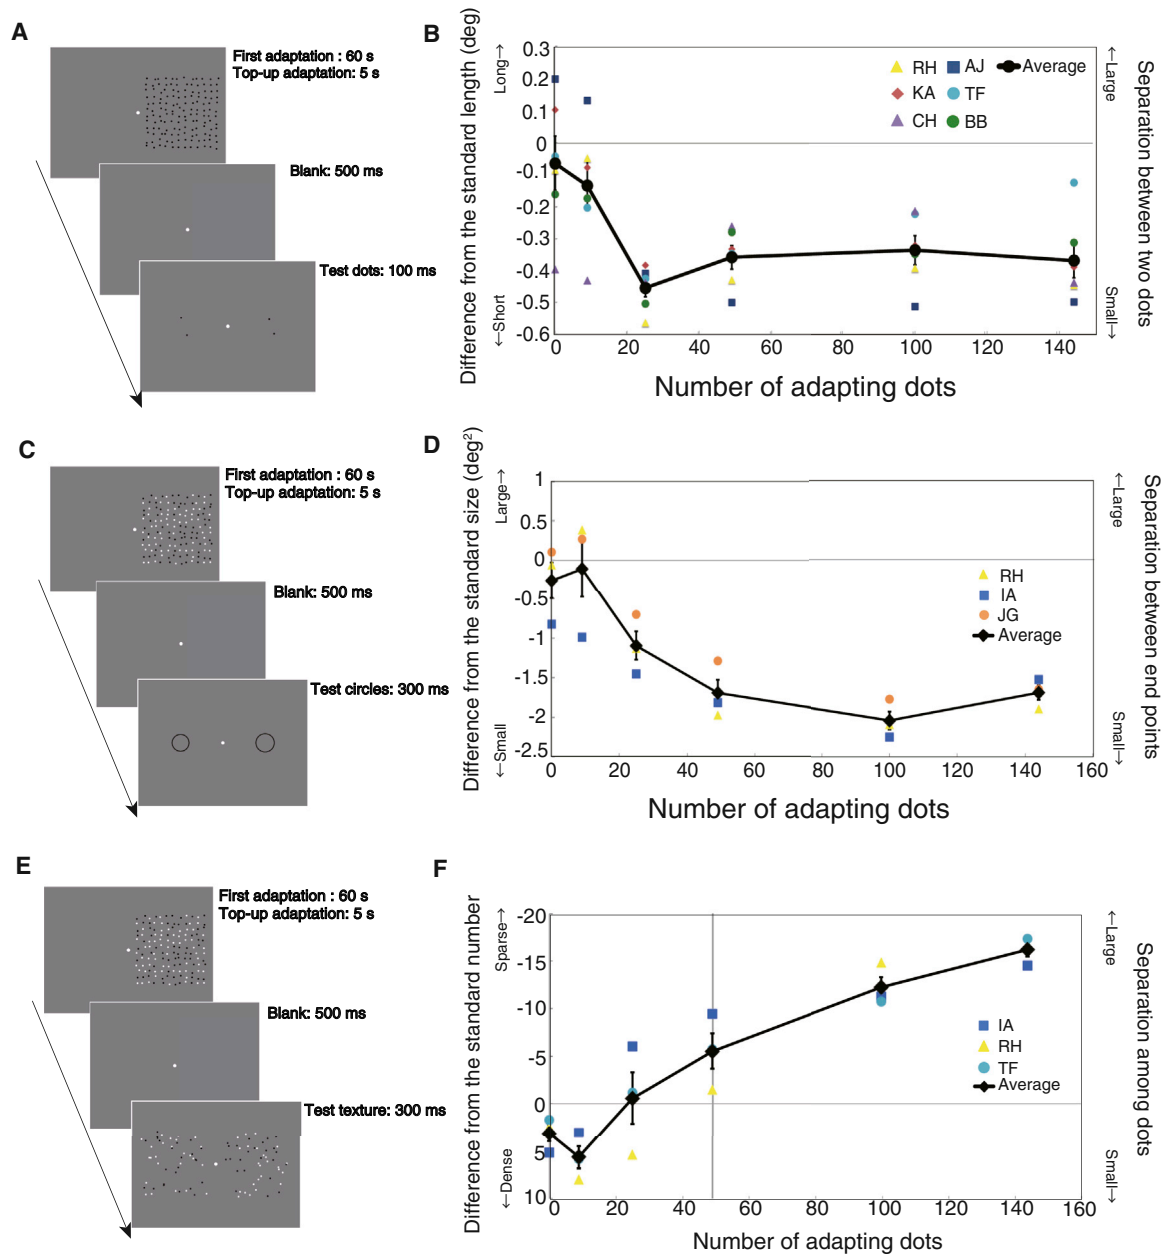 A
First adaptation : 60 s
Top-up adaptation: 5 s
Blank: 500 ms
Test dots: 100 ms
B
Difference from the standard length (deg)
Long→
←Short
0.3
0.2
0.1
0
-0.1
-0.2
-0.3
-0.4
-0.5
-0.6
RH
AJ
Average
KA
TF
CH
BB
←Large
Small→
Separation between two dots
0 20 40 60 80 100 120 140
Number of adapting dots
C
First adaptation : 60 s
Top-up adaptation: 5 s
Blank: 500 ms
Test circles: 300 ms
D
Difference from the standard size (deg²)
Large→
←Small
1
0.5
0
-0.5
-1
-1.5
-2
-2.5
RH
IA
JG
Average
←Large
Small→
Separation between end points
0 20 40 60 80 100 120 140 160
Number of adapting dots
E
First adaptation : 60 s
Top-up adaptation: 5 s
Blank: 500 ms
Test texture: 300 ms
F
Difference from the standard number
Sparse→
←Dense
-20
-15
-10
-5
0
5
10
IA
RH
TF
Average
←Large
Small→
Separation among dots
0 20 40 60 80 100 120 140 160
Number of adapting dots